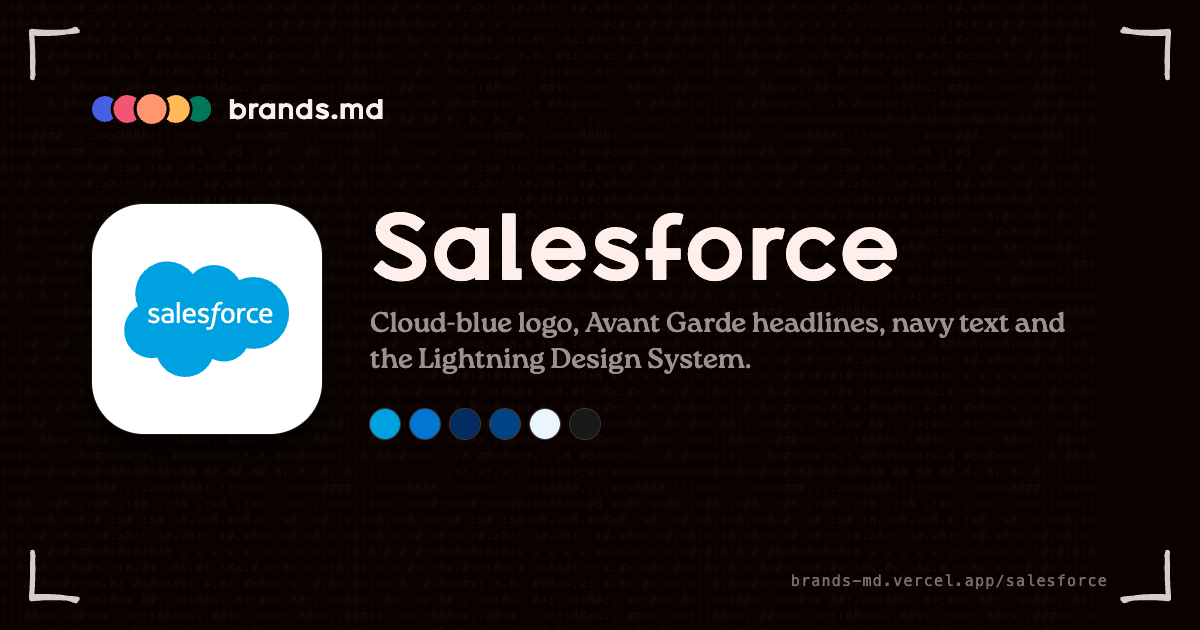 brands.md
salesforce
Salesforce
Cloud-blue logo, Avant Garde headlines, navy text and
the Lightning Design System.
brands-md.vercel.app/salesforce